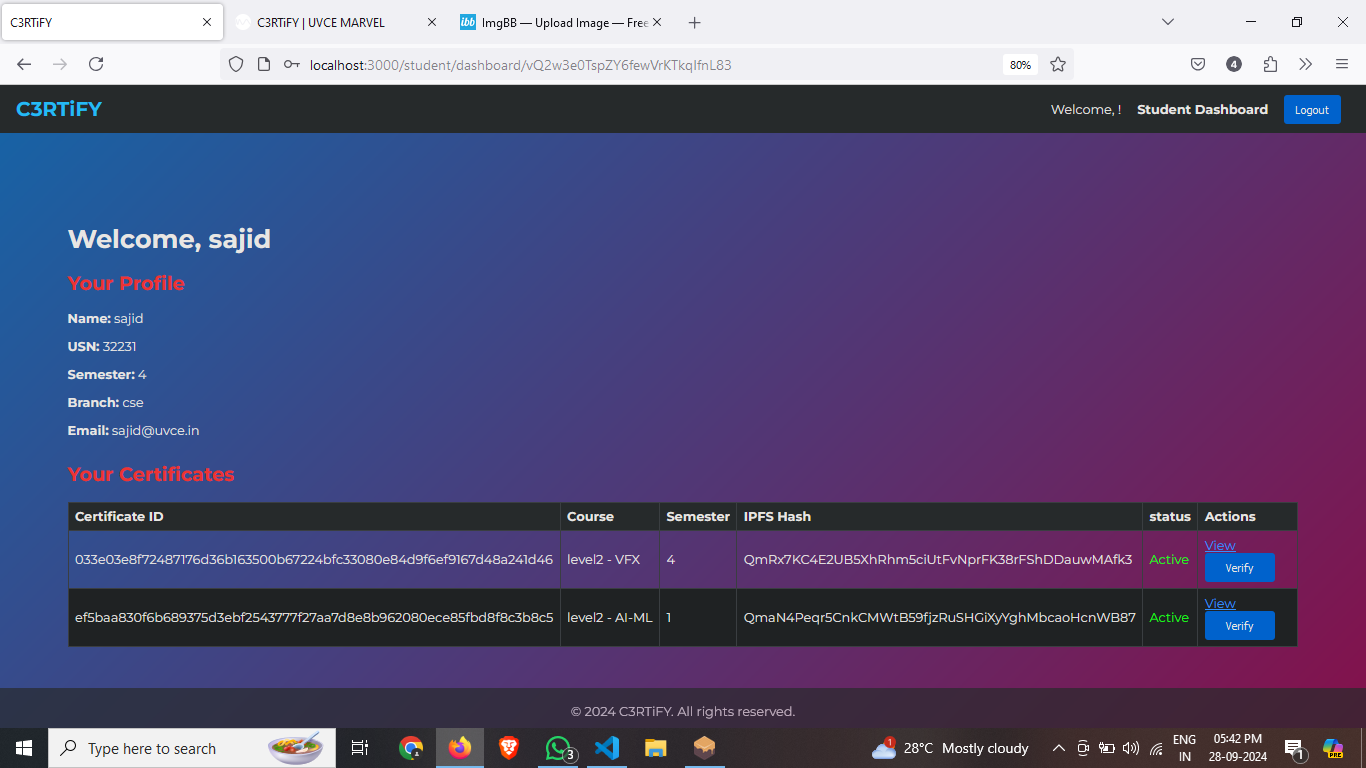 C3RTiFY
C3RTiFY | UVCE MARVEL
ibb ImgBB — Upload Image — Free
localhost:3000/student/dashboard/vQ2w3e0TspZY6fewVrKTkqIfnL83
80%
4
C3RTiFY
Welcome, !
Student Dashboard
Logout
Welcome, sajid
Your Profile
Name: sajid
USN: 32231
Semester: 4
Branch: cse
Email: sajid@uvce.in
Your Certificates
Certificate ID Course Semester IPFS Hash status Actions
033e03e8f72487176d36b163500b67224bfc33080e84d9f6ef9167d48a241d46 level2 - VFX 4 QmRx7KC4E2UB5XhRhm5ciUtFvNprFK38rFShDDauwMAfk3 Active View
Verify
ef5baa830f6b689375d3ebf2543777f27aa7d8e8b962080ece85fbd8f8c3b8c5 level2 - AI-ML 1 QmaN4Peqr5CnkCMWtB59fjzRuSHGiXyYghMbcaoHcnWB87 Active View
Verify
© 2024 C3RTiFY. All rights reserved.
Type here to search
3
1
28°C Mostly cloudy
ENG
IN
05:42 PM
28-09-2024
1
PRE